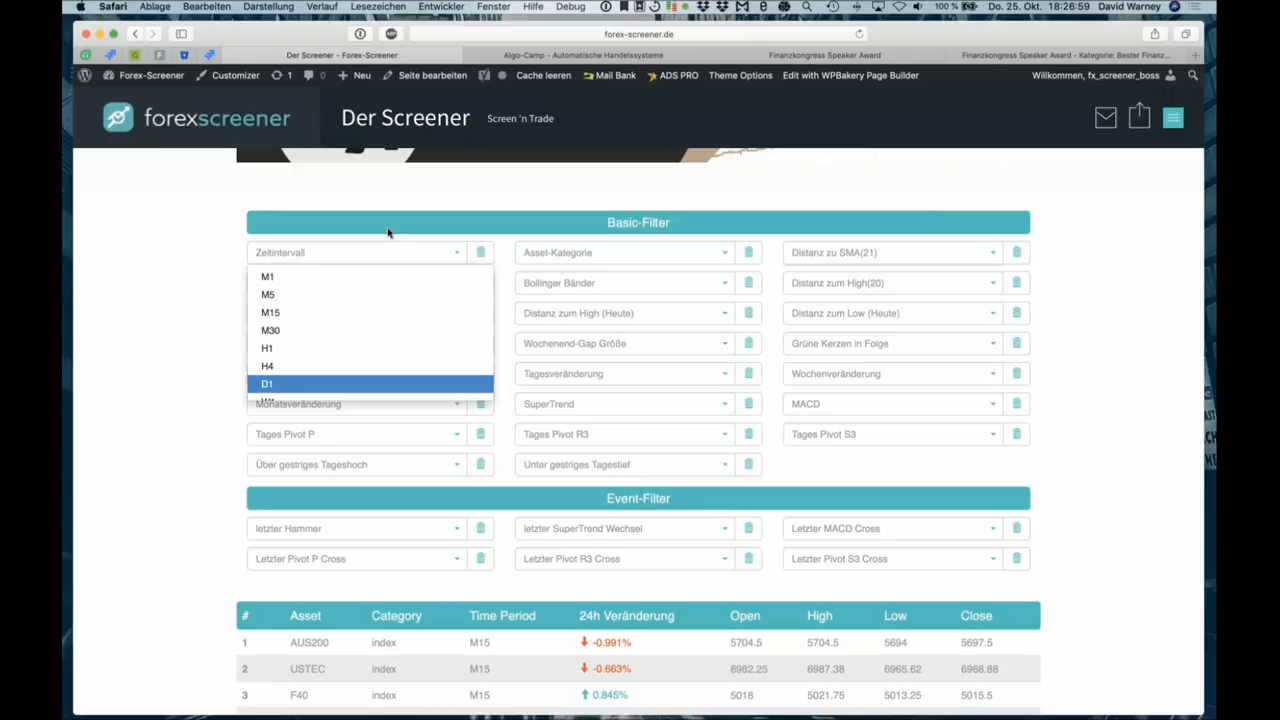 Safari Ablage Bearbeiten Darstellung Verlauf Lesezeichen Entwickler Fenster Hilfe Debug 100 % Do. 25. Okt. 18:26:59 David Warney
forex-screener.de
Der Screener - Forex-Screener Algo-Camp - Automatische Handelssysteme Finanzkongress Speaker Award Finanzkongress Speaker Award - Kategorie: Bester Finanz...
Forex-Screener Customizer 1 0 Neu Seite bearbeiten Cache leeren Mail Bank ADS PRO Theme Options Edit with WPBakery Page Builder Willkommen, fx_screener_boss
forexscreener Der Screener Screen 'n Trade
Basic-Filter
Zeitintervall Asset-Kategorie Distanz zu SMA(21)
M1
M5 Bollinger Bänder Distanz zum High(20)
M15 Distanz zum High (Heute) Distanz zum Low (Heute)
M30
H1 Wochenend-Gap Größe Grüne Kerzen in Folge
H4
D1 Tagesveränderung Wochenveränderung
Monatsveränderung SuperTrend MACD
Tages Pivot P Tages Pivot R3 Tages Pivot S3
Über gestriges Tageshoch Unter gestriges Tagestief
Event-Filter
letzter Hammer letzter SuperTrend Wechsel Letzter MACD Cross
Letzter Pivot P Cross Letzter Pivot R3 Cross Letzter Pivot S3 Cross
# Asset Category Time Period 24h Veränderung Open High Low Close
1 AUS200 index M15 -0.991% 5704.5 5704.5 5694 5697.5
2 USTEC index M15 -0.663% 6982.25 6987.38 6965.62 6968.88
3 F40 index M15 0.845% 5018 5021.75 5013.25 5015.5